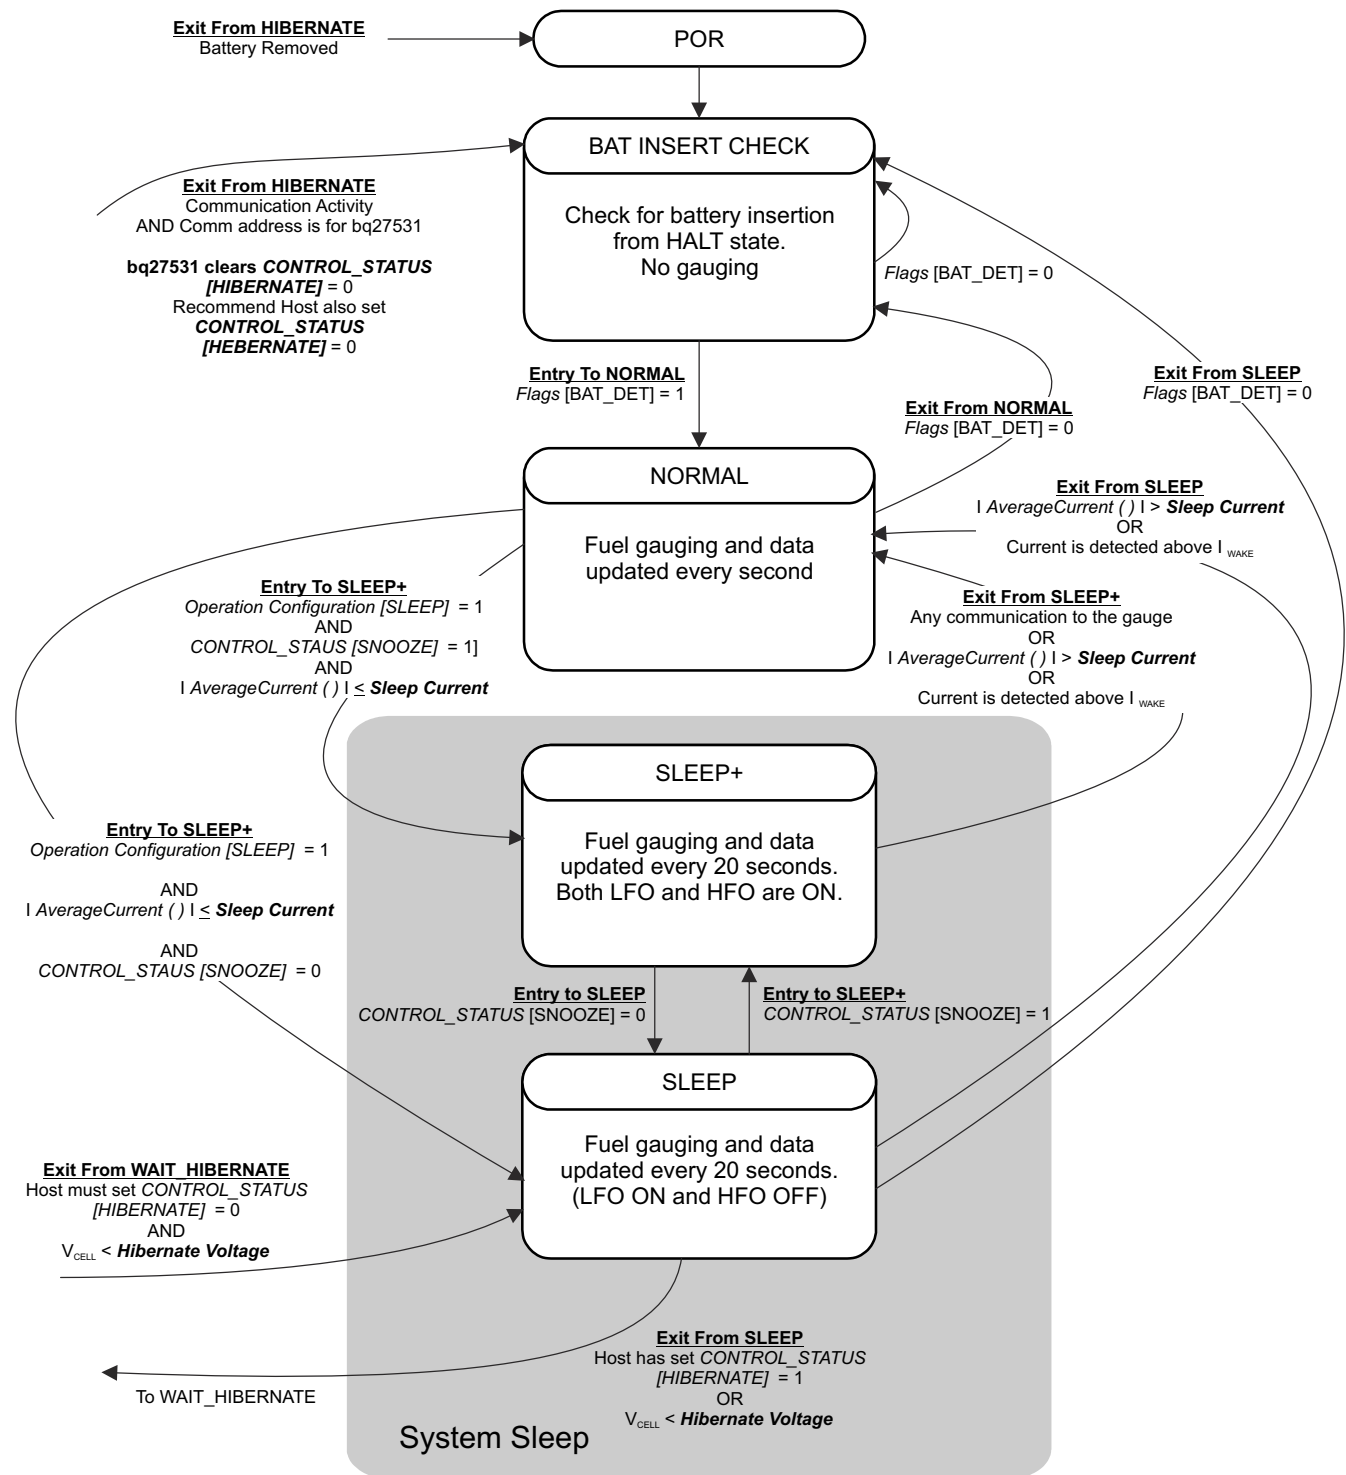 Exit From HIBERNATE
Battery Removed
POR
BAT INSERT CHECK
Check for battery insertion
from HALT state.
No gauging
Exit From HIBERNATE
Communication Activity
AND Comm address is for bq27531
bq27531 clears CONTROL_STATUS
[HIBERNATE] = 0
Recommend Host also set
CONTROL_STATUS
[HEBERNATE] = 0
Flags [BAT_DET] = 0
Entry To NORMAL
Flags [BAT_DET] = 1
Exit From NORMAL
Flags [BAT_DET] = 0
Exit From SLEEP
Flags [BAT_DET] = 0
NORMAL
Fuel gauging and data
updated every second
Exit From SLEEP
I AverageCurrent ( ) I > Sleep Current
OR
Current is detected above I WAKE
Entry To SLEEP+
Operation Configuration [SLEEP] = 1
AND
CONTROL_STAUS [SNOOZE] = 1]
AND
I AverageCurrent ( ) I ≤ Sleep Current
Exit From SLEEP+
Any communication to the gauge
OR
I AverageCurrent ( ) I > Sleep Current
OR
Current is detected above I WAKE
SLEEP+
Fuel gauging and data
updated every 20 seconds.
Both LFO and HFO are ON.
Entry To SLEEP+
Operation Configuration [SLEEP] = 1
AND
I AverageCurrent ( ) I ≤ Sleep Current
AND
CONTROL_STAUS [SNOOZE] = 0
Entry to SLEEP
CONTROL_STATUS [SNOOZE] = 0
Entry to SLEEP+
CONTROL_STATUS [SNOOZE] = 1
SLEEP
Fuel gauging and data
updated every 20 seconds.
(LFO ON and HFO OFF)
Exit From WAIT_HIBERNATE
Host must set CONTROL_STATUS
[HIBERNATE] = 0
AND
VCELL < Hibernate Voltage
Exit From SLEEP
Host has set CONTROL_STATUS
[HIBERNATE] = 1
OR
VCELL < Hibernate Voltage
To WAIT_HIBERNATE
System Sleep